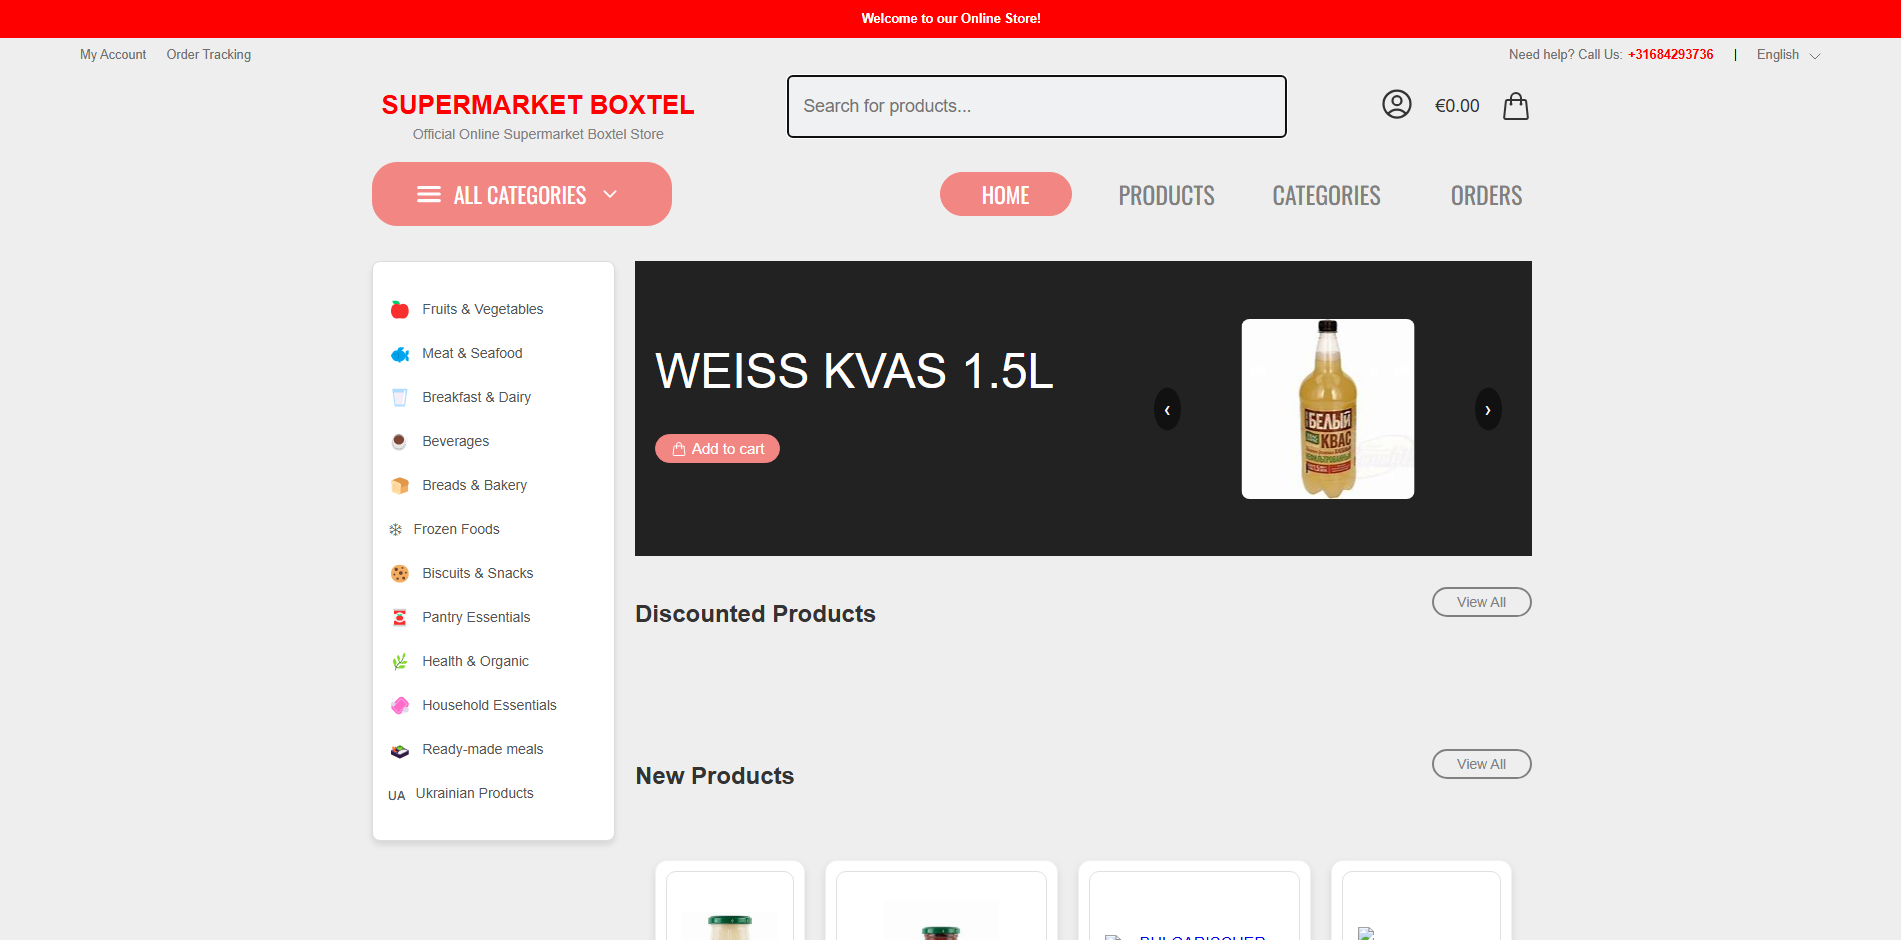 Welcome to our Online Store!
My Account
Order Tracking
Need help? Call Us: +31684293736
|
English
SUPERMARKET BOXTEL
Official Online Supermarket Boxtel Store
Search for products...
€0.00
ALL CATEGORIES
HOME
PRODUCTS
CATEGORIES
ORDERS
Fruits & Vegetables
Meat & Seafood
Breakfast & Dairy
Beverages
Breads & Bakery
Frozen Foods
Biscuits & Snacks
Pantry Essentials
Health & Organic
Household Essentials
Ready-made meals
UA Ukrainian Products
WEISS KVAS 1.5L
Add to cart
‹
БЕЛЫЙ
КВАС
›
Discounted Products
View All
New Products
View All
BULGARISCHER